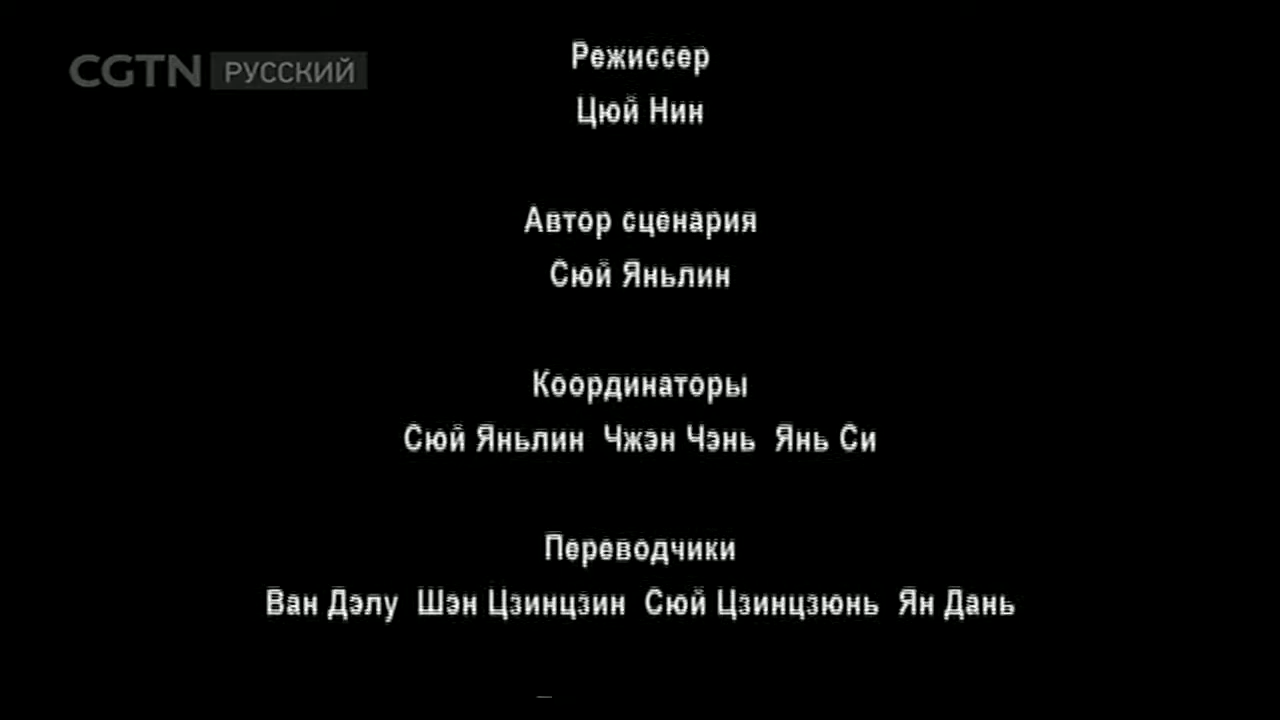 CGTN РУССКИЙ
Режиссер
Цюй Нин
Автор сценария
Сюй Яньлин
Координаторы
Сюй Яньлин Чжэн Чэнь Янь Си
Переводчики
Ван Дэлу Шэн Цзинцзин Сюй Цзинцзюнь Ян Дань